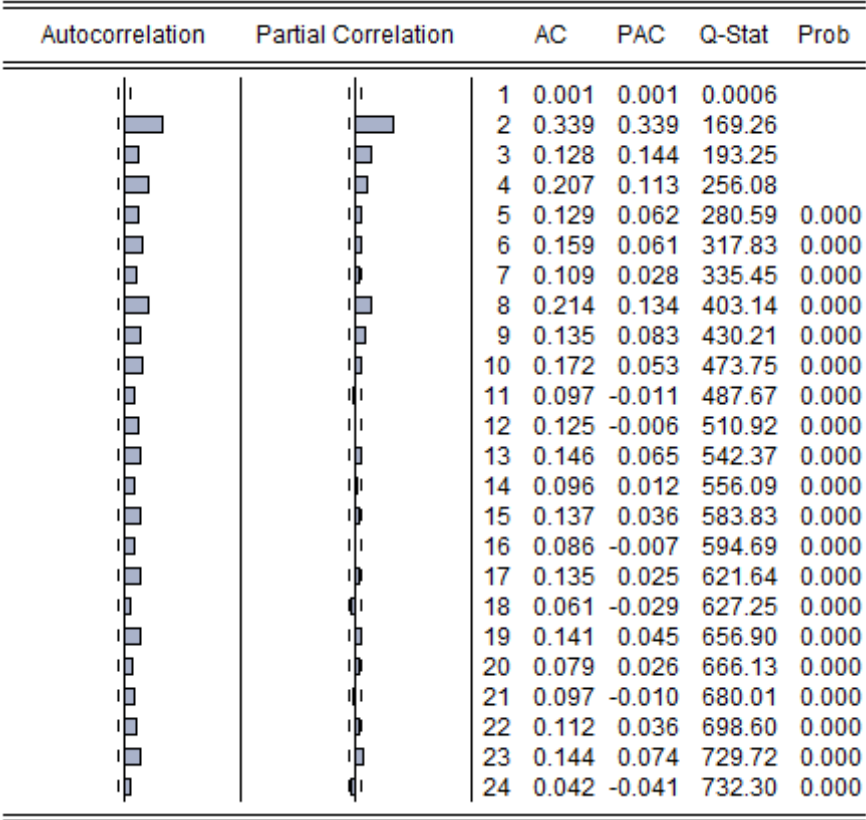 Autocorrelation Partial Correlation AC PAC Q-Stat Prob
1 0.001 0.001 0.0006
2 0.339 0.339 169.26
3 0.128 0.144 193.25
4 0.207 0.113 256.08
5 0.129 0.062 280.59 0.000
6 0.159 0.061 317.83 0.000
7 0.109 0.028 335.45 0.000
8 0.214 0.134 403.14 0.000
9 0.135 0.083 430.21 0.000
10 0.172 0.053 473.75 0.000
11 0.097 -0.011 487.67 0.000
12 0.125 -0.006 510.92 0.000
13 0.146 0.065 542.37 0.000
14 0.096 0.012 556.09 0.000
15 0.137 0.036 583.83 0.000
16 0.086 -0.007 594.69 0.000
17 0.135 0.025 621.64 0.000
18 0.061 -0.029 627.25 0.000
19 0.141 0.045 656.90 0.000
20 0.079 0.026 666.13 0.000
21 0.097 -0.010 680.01 0.000
22 0.112 0.036 698.60 0.000
23 0.144 0.074 729.72 0.000
24 0.042 -0.041 732.30 0.000